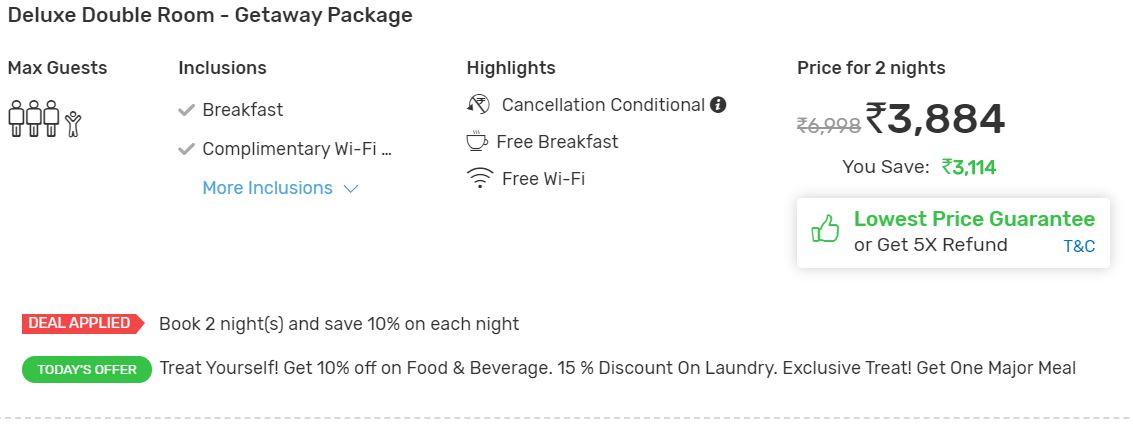 Deluxe Double Room - Getaway Package
Max Guests
Inclusions
Breakfast
Complimentary Wi-Fi ...
More Inclusions
Highlights
Cancellation Conditional
Free Breakfast
Free Wi-Fi
Price for 2 nights
₹6,998 ₹3,884
You Save: ₹3,114
Lowest Price Guarantee
or Get 5X Refund T&C
DEAL APPLIED Book 2 night(s) and save 10% on each night
TODAY'S OFFER Treat Yourself! Get 10% off on Food & Beverage. 15 % Discount On Laundry. Exclusive Treat! Get One Major Meal